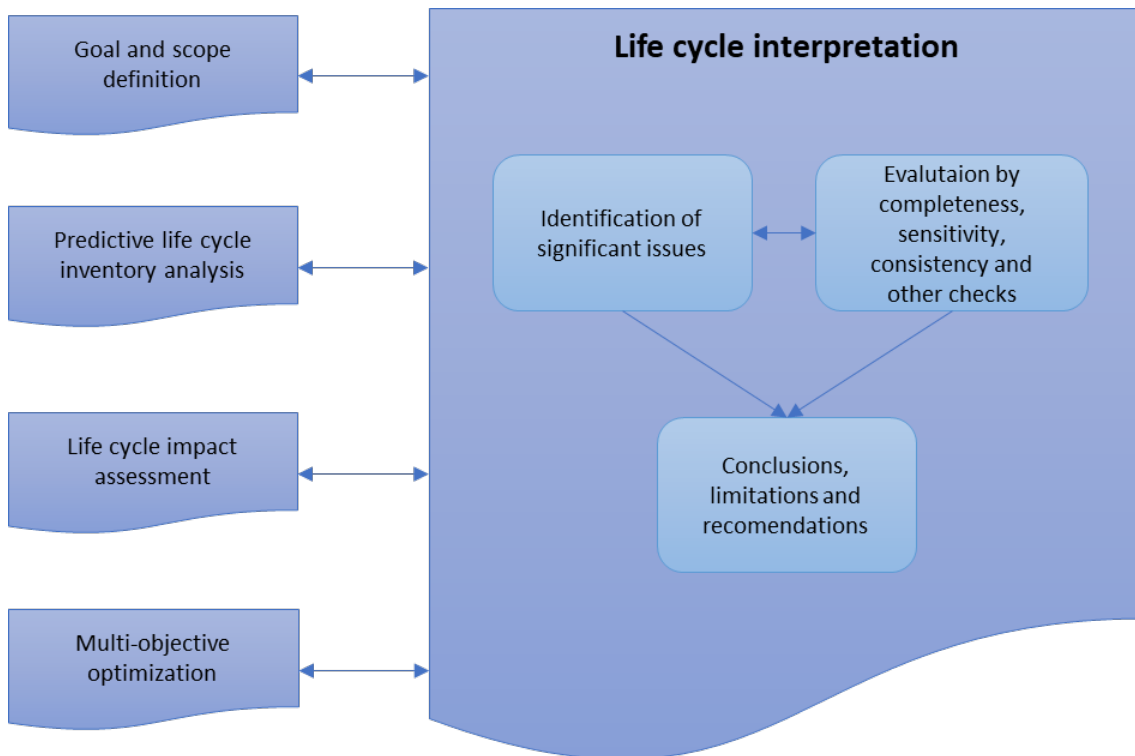 Goal and scope
definition
Predictive life cycle
inventory analysis
Life cycle impact
assessment
Multi-objective
optimization
Life cycle interpretation
Identification of
significant issues
Evalutaion by
completeness,
sensitivity,
consistency and
other checks
Conclusions,
limitations and
recomendations